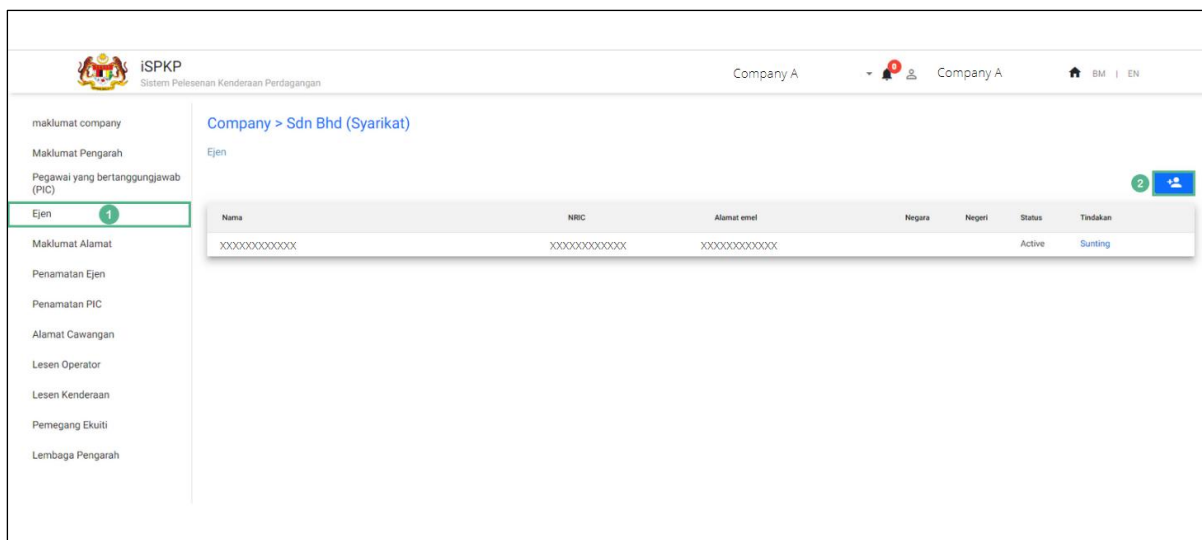 iSPKP
Sistem Pelesenan Kenderaan Perdagangan
Company A
0
Company A
BM | EN
maklumat company
Maklumat Pengarah
Pegawai yang bertanggungjawab
(PIC)
Ejen 1
Maklumat Alamat
Penamatan Ejen
Penamatan PIC
Alamat Cawangan
Lesen Operator
Lesen Kenderaan
Pemegang Ekuiti
Lembaga Pengarah
Company > Sdn Bhd (Syarikat)
Ejen
2
Nama NRIC Alamat emel Negara Negeri Status Tindakan
XXXXXXXXXXXX XXXXXXXXXXXX XXXXXXXXXXXX Active Sunting